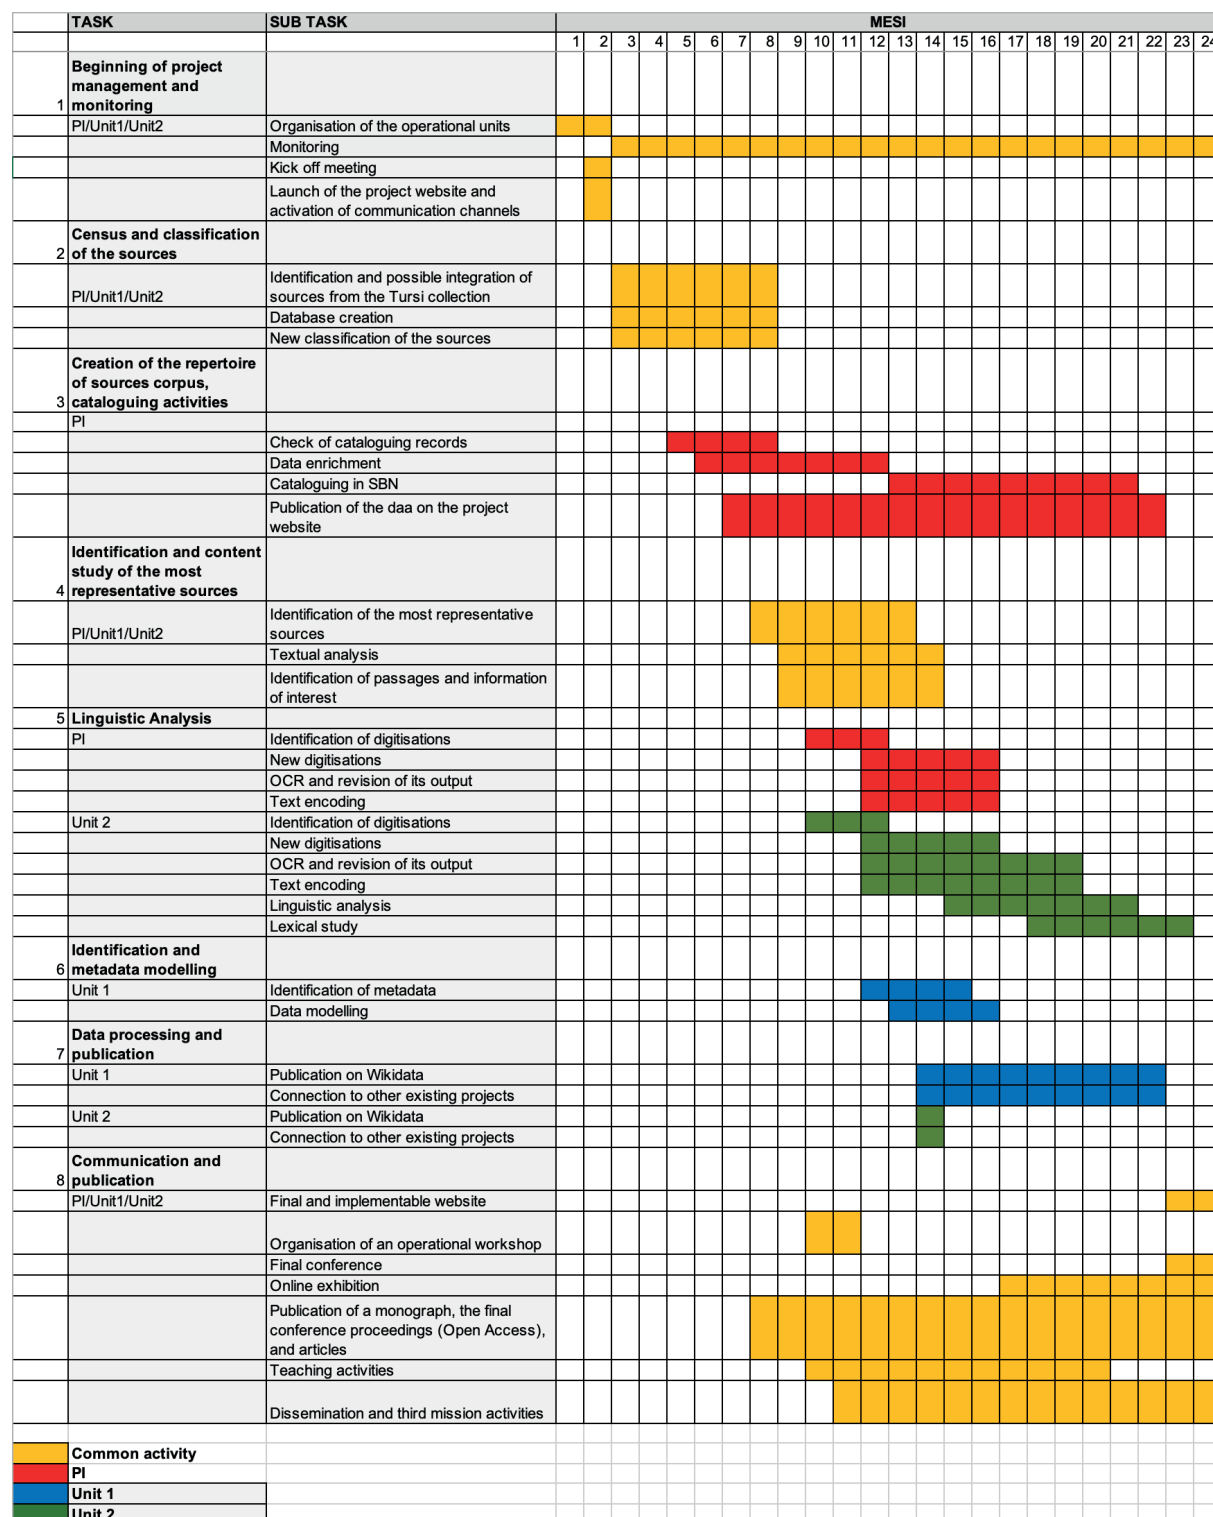 TASK SUB TASK MESI
1 2 3 4 5 6 7 8 9 10 11 12 13 14 15 16 17 18 19 20 21 22 23 24
Beginning of project
management and
1 monitoring
PI/Unit1/Unit2 Organisation of the operational units
Monitoring
Kick off meeting
Launch of the project website and
activation of communication channels
Census and classification
2 of the sources
Identification and possible integration of
PI/Unit1/Unit2 sources from the Tursi collection
Database creation
New classification of the sources
Creation of the repertoire
of sources corpus,
3 cataloguing activities
PI
Check of cataloguing records
Data enrichment
Cataloguing in SBN
Publication of the daa on the project
website
Identification and content
study of the most
4 representative sources
Identification of the most representative
PI/Unit1/Unit2 sources
Textual analysis
Identification of passages and information
of interest
5 Linguistic Analysis
PI Identification of digitisations
New digitisations
OCR and revision of its output
Text encoding
Unit 2 Identification of digitisations
New digitisations
OCR and revision of its output
Text encoding
Linguistic analysis
Lexical study
Identification and
6 metadata modelling
Unit 1 Identification of metadata
Data modelling
Data processing and
7 publication
Unit 1 Publication on Wikidata
Connection to other existing projects
Unit 2 Publication on Wikidata
Connection to other existing projects
Communication and
8 publication
PI/Unit1/Unit2 Final and implementable website
Organisation of an operational workshop
Final conference
Online exhibition
Publication of a monograph, the final
conference proceedings (Open Access),
and articles
Teaching activities
Dissemination and third mission activities
Common activity
PI
Unit 1
Unit 2